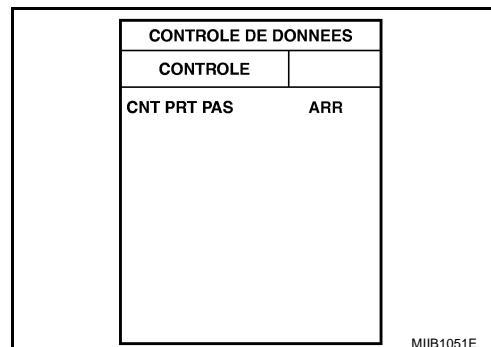 CONTROLE DE DONNEES
CONTROLE
CNT PRT PAS ARR
MIIB1051E